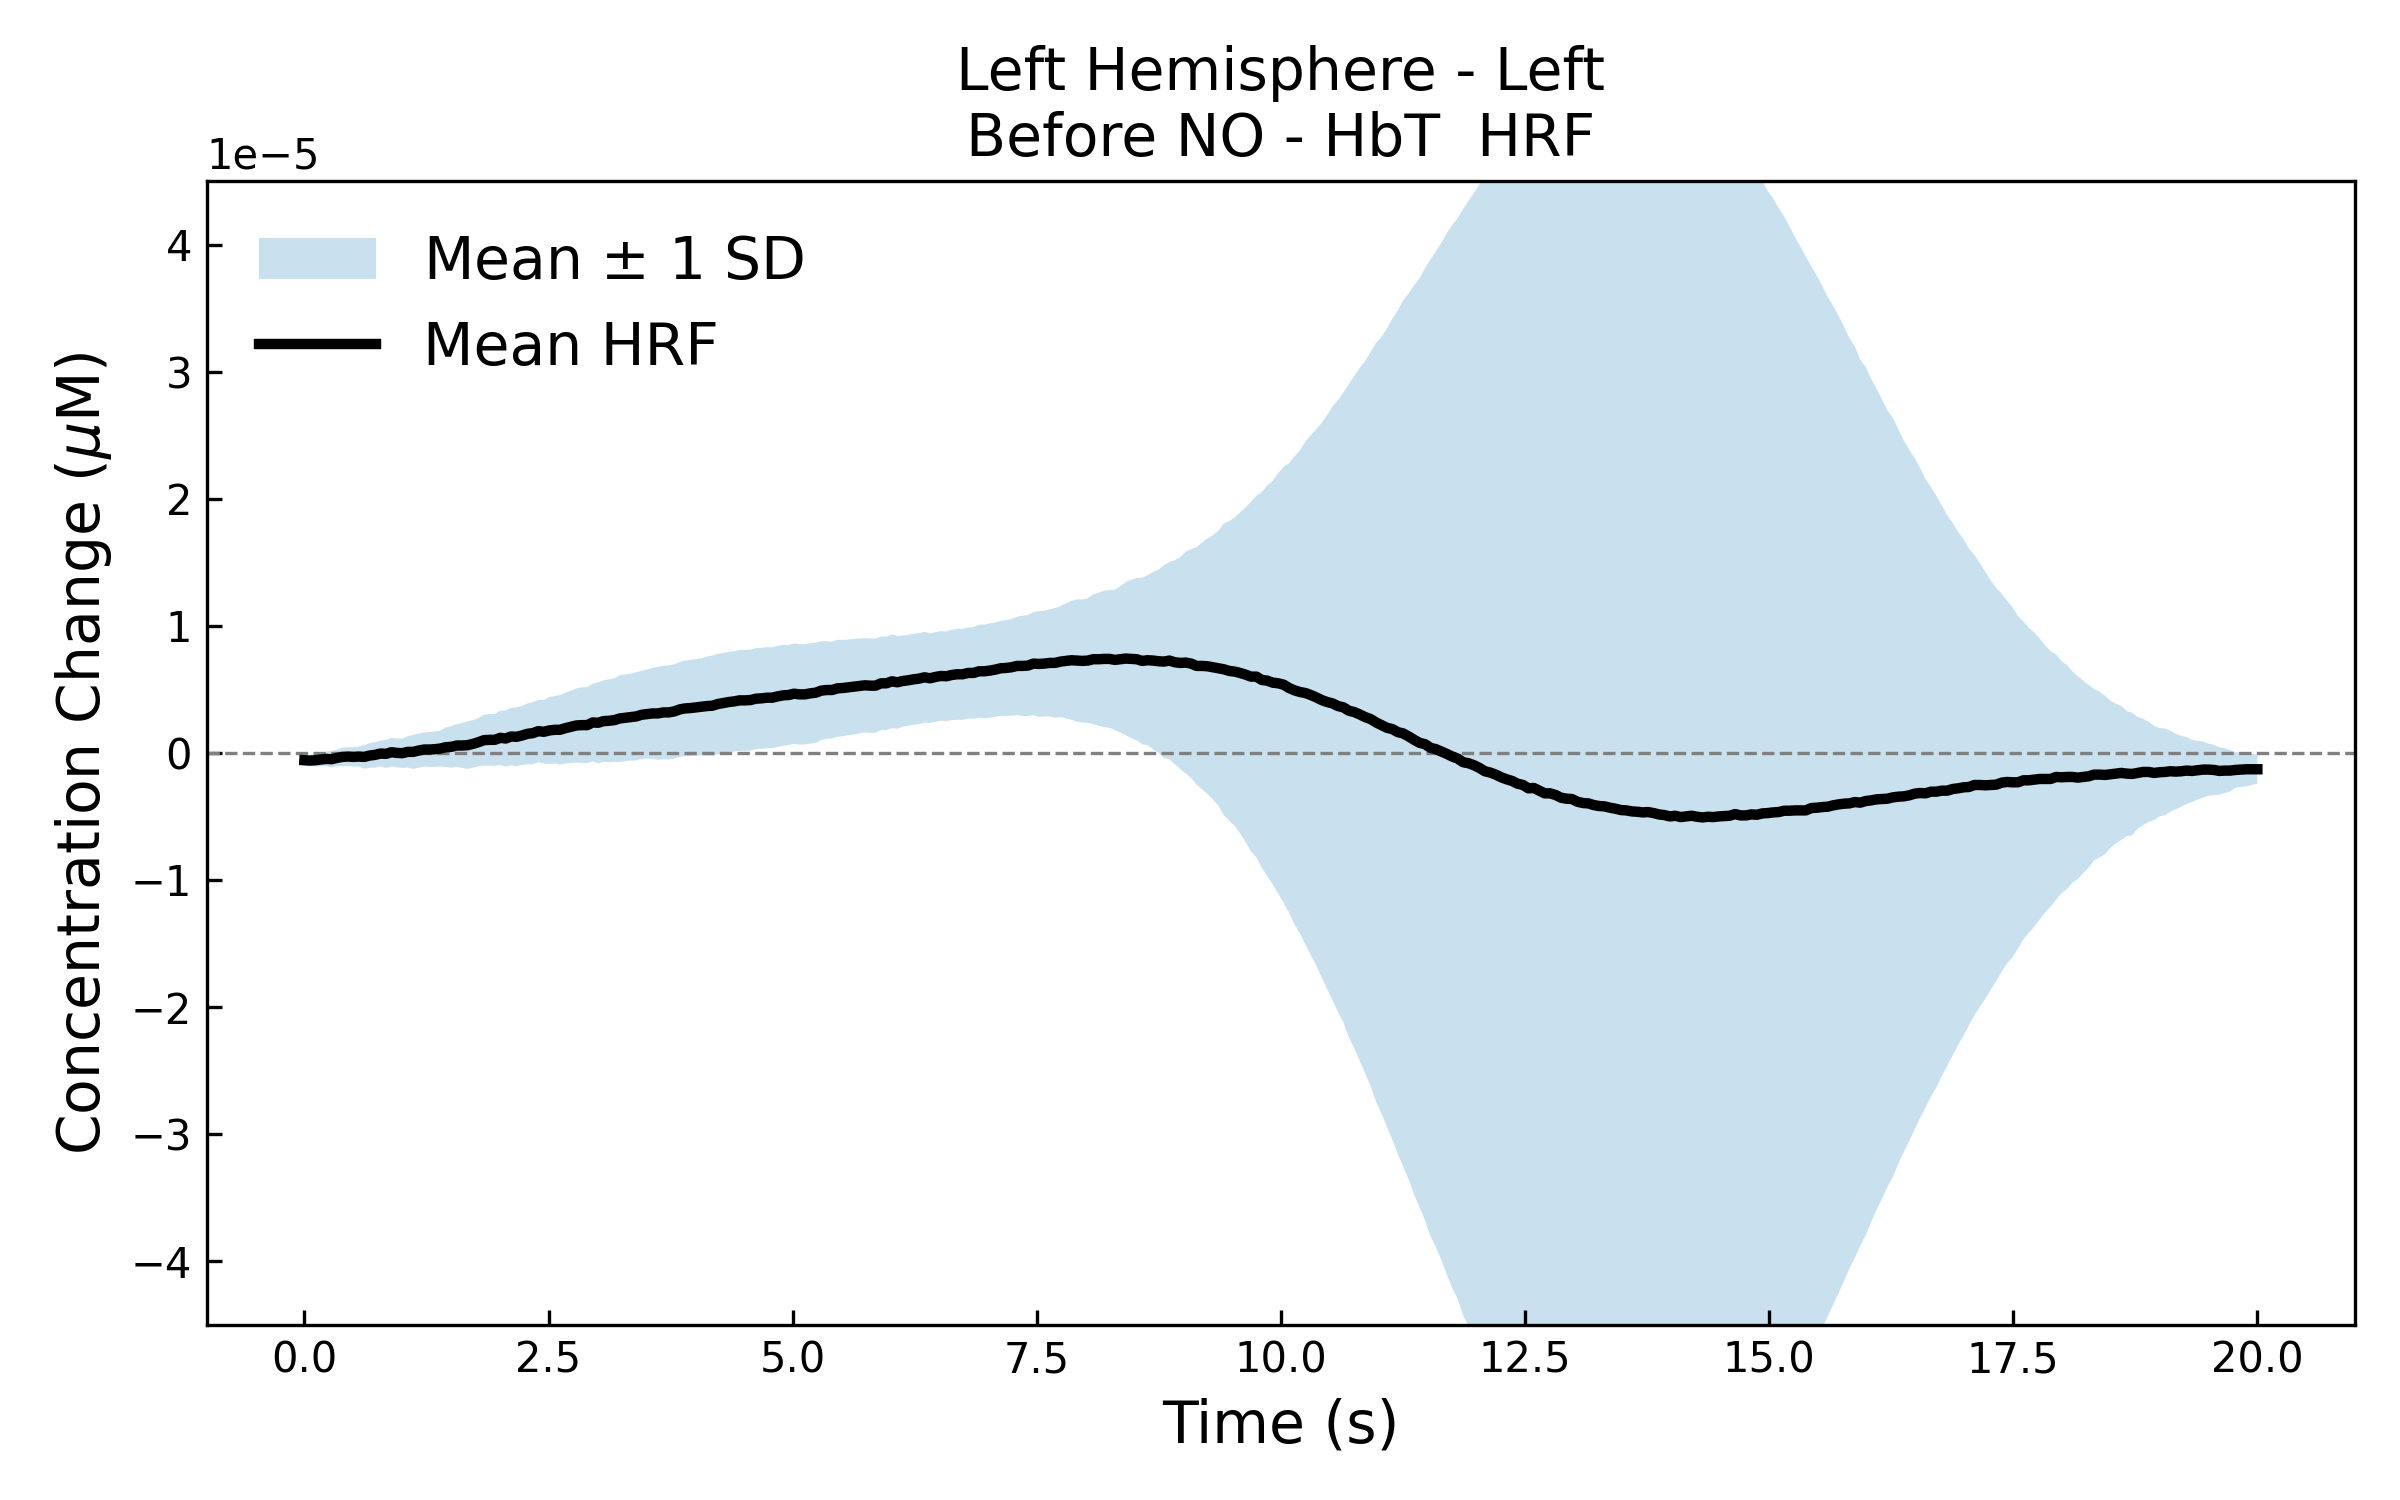 Left Hemisphere - Left
Before NO - HbT  HRF
1e−5
Mean ± 1 SD
Mean HRF
Concentration Change (μM)
4
3
2
1
0
−1
−2
−3
−4
0.0 2.5 5.0 7.5 10.0 12.5 15.0 17.5 20.0
Time (s)